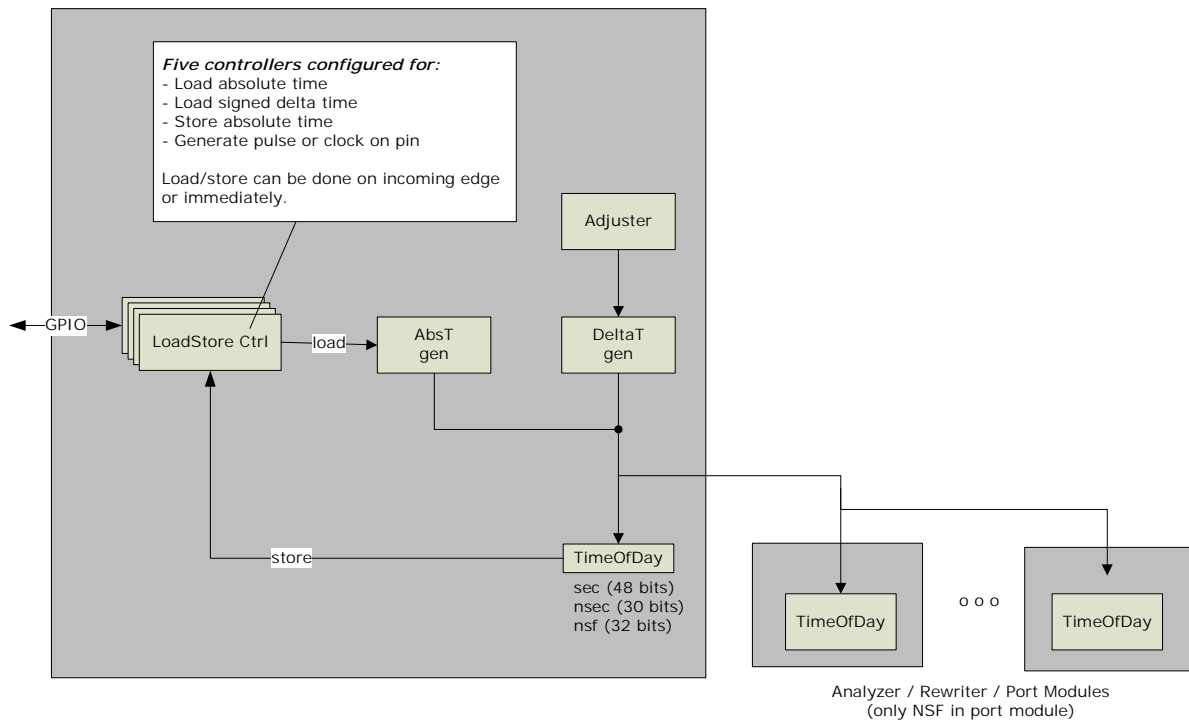 Five controllers configured for:
- Load absolute time
- Load signed delta time
- Store absolute time
- Generate pulse or clock on pin
Load/store can be done on incoming edge
or immediately.
Adjuster
GPIO
LoadStore Ctrl
load
AbsT
gen
DeltaT
gen
store
TimeOfDay
sec (48 bits)
nsec (30 bits)
nsf (32 bits)
TimeOfDay
o o o
TimeOfDay
Analyzer / Rewriter / Port Modules
(only NSF in port module)